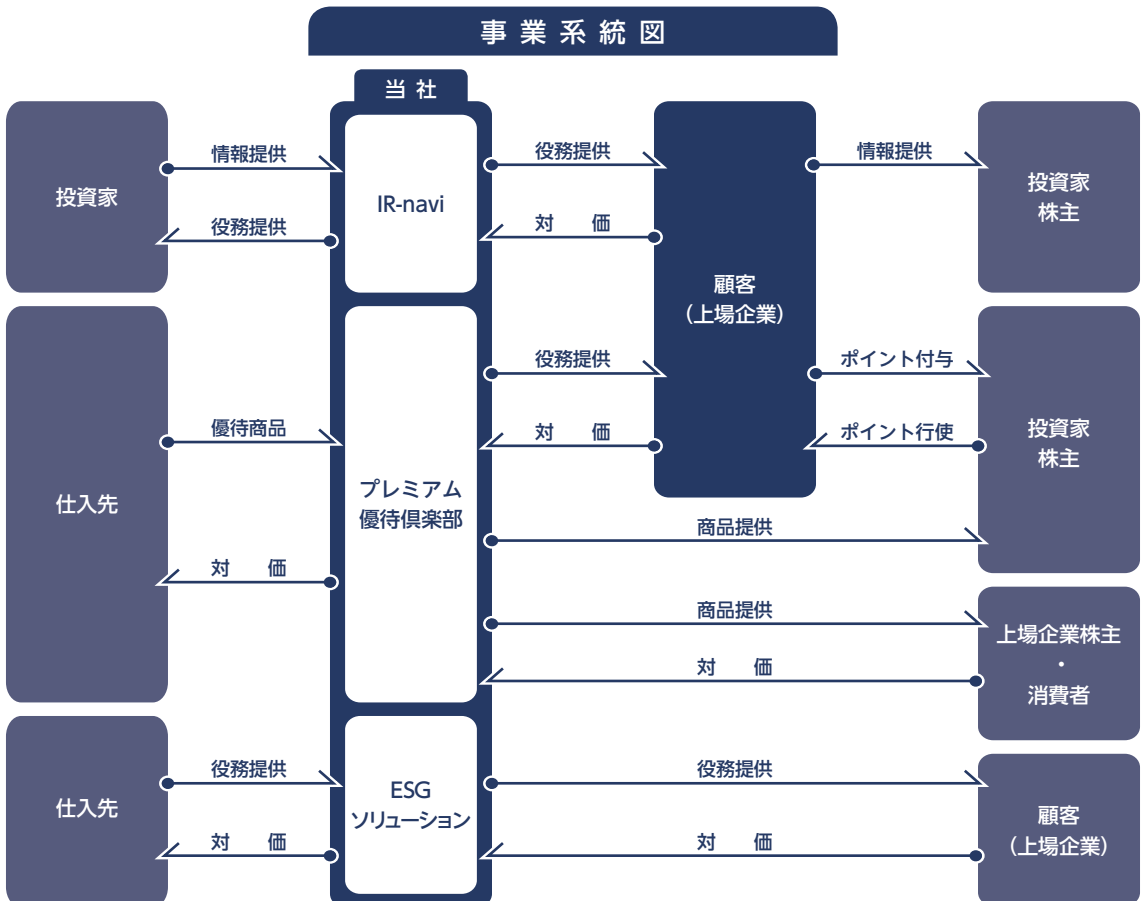 事業系統図
当社
投資家
情報提供
役務提供
IR-navi
役務提供
対　価
顧客
（上場企業）
情報提供
投資家
株主
仕入先
優待商品
対　価
プレミアム
優待倶楽部
役務提供
対　価
ポイント付与
ポイント行使
投資家
株主
商品提供
商品提供
対　価
上場企業株主
・
消費者
仕入先
役務提供
対　価
ESG
ソリューション
役務提供
対　価
顧客
（上場企業）